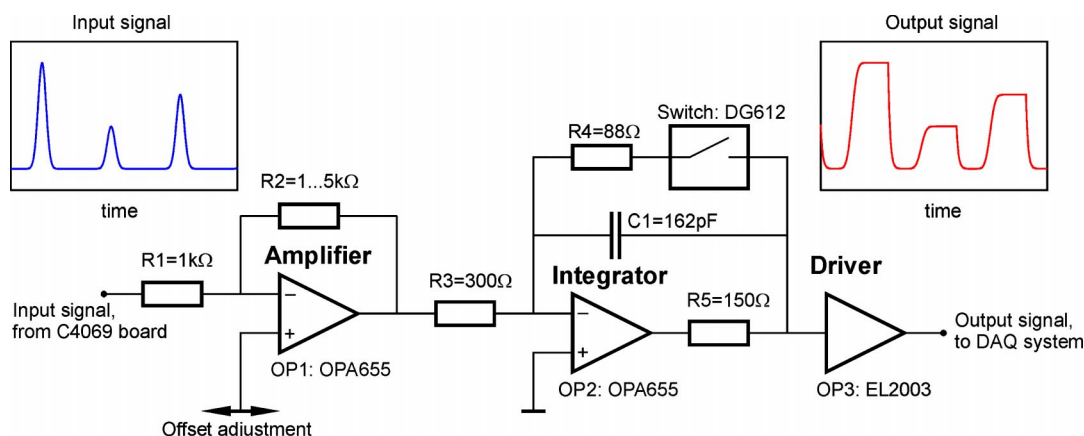 Input signal
Output signal
Switch: DG612
R4=88Ω
time
R2=1...5kΩ
C1=162pF
time
R1=1kΩ
Amplifier
R3=300Ω
Integrator
Driver
R5=150Ω
Input signal,
from C4069 board
−
+
−
+
Output signal,
to DAQ system
OP1: OPA655
OP2: OPA655
OP3: EL2003
Offset adiustment